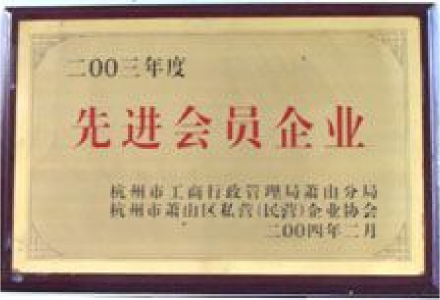 二00三年度
先进会员企业
杭州市工商行政管理局萧山分局
杭州市萧山区私营(民营)企业协会
二00四年二月